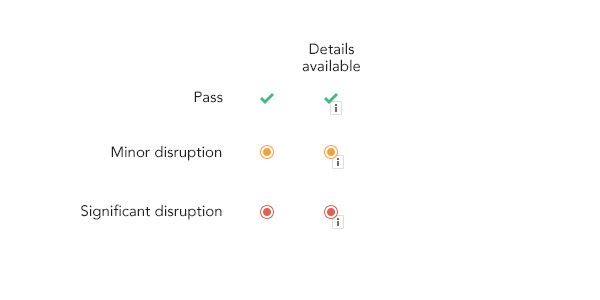 Details
available
Pass
i
Minor disruption
i
Significant disruption
i